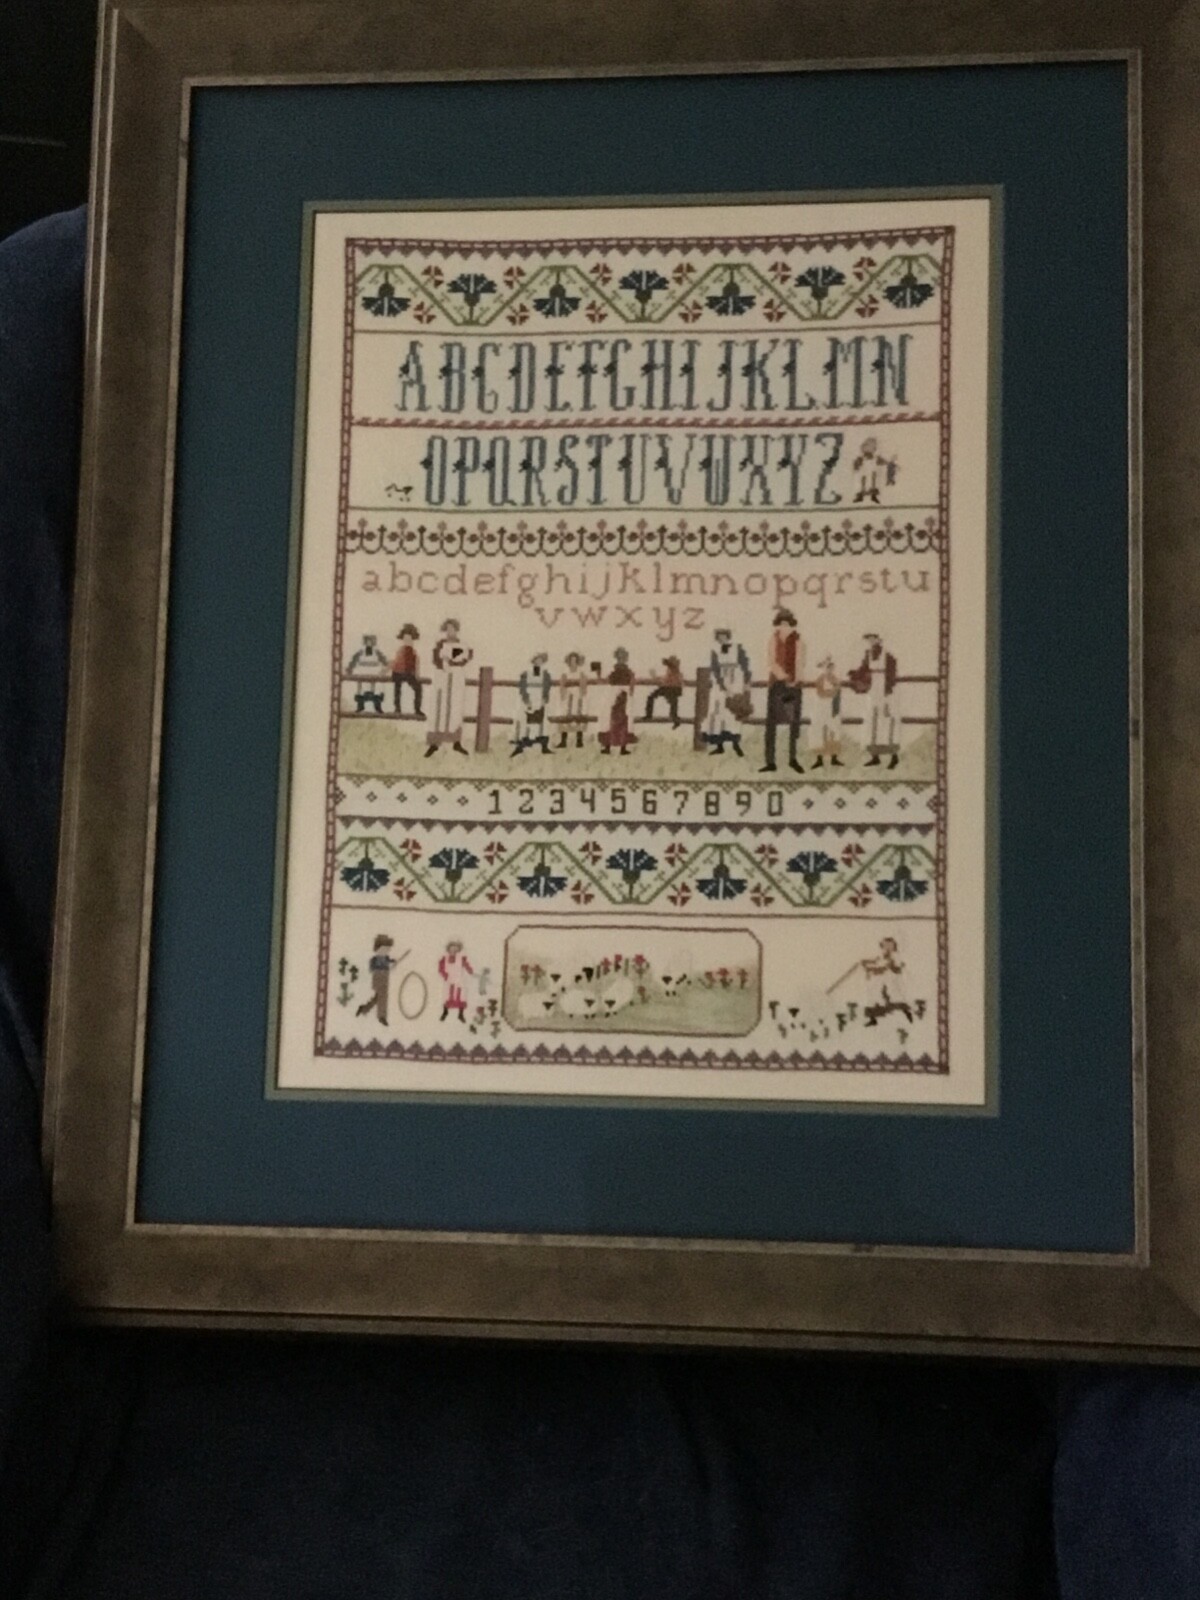 ABCDEFGHIJKLMN
OPQRSTUVWXYZ
abcdefghijklmnopqrstu
vwxyz
1234567890